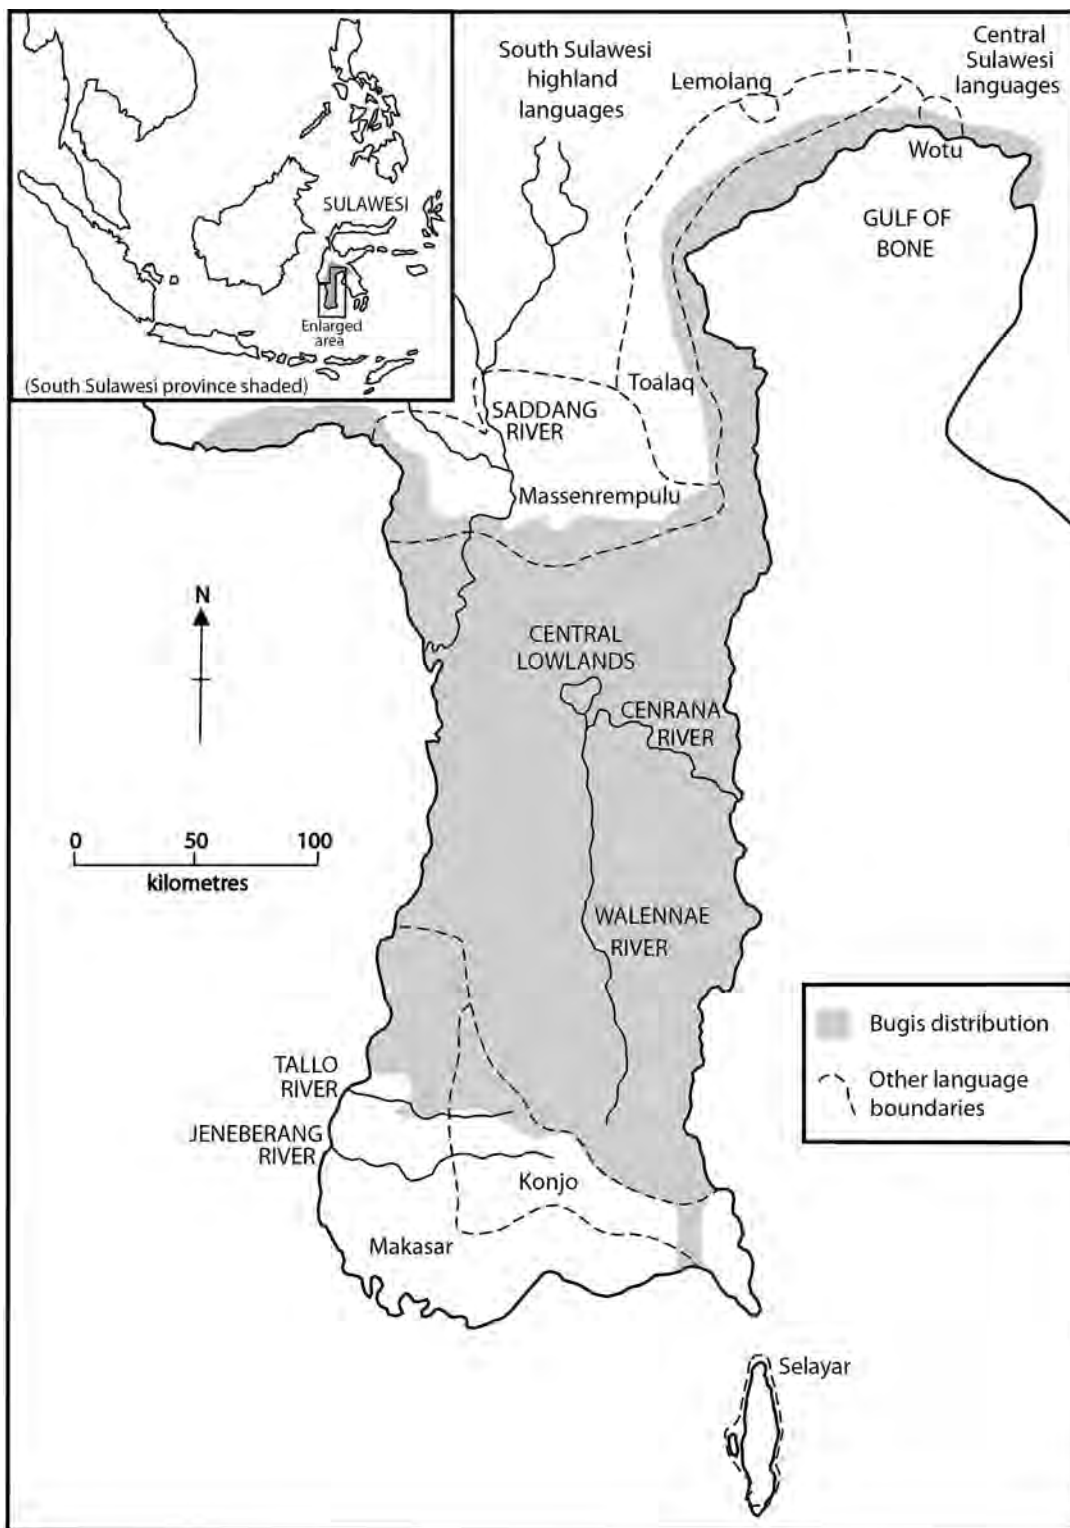 SULAWESI
Enlarged
area
(South Sulawesi province shaded)
South Sulawesi
highland
languages
Lemolang
Central
Sulawesi
languages
Wotu
GULF OF
BONE
Toalaq
SADDANG
RIVER
Massenrempulu
N
CENTRAL
LOWLANDS
CENRANA
RIVER
0 50 100
kilometres
WALENNAE
RIVER
Bugis distribution
Other language
boundaries
TALLO
RIVER
JENEBERANG
RIVER
Konjo
Makasar
Selayar